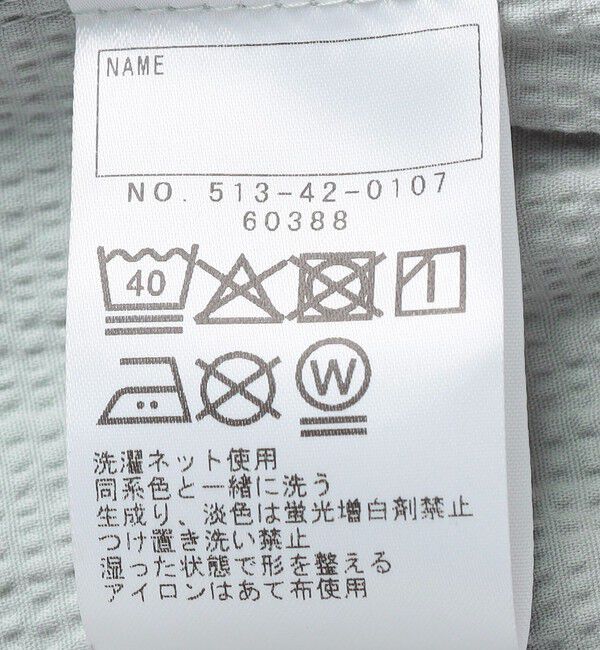 NAME
NO. 513-42-0107
60388
40
W
洗濯ネット使用
同系色と一緒に洗う
生成り、淡色は蛍光増白剤禁止
つけ置き洗い禁止
湿った状態で形を整える
アイロンはあて布使用